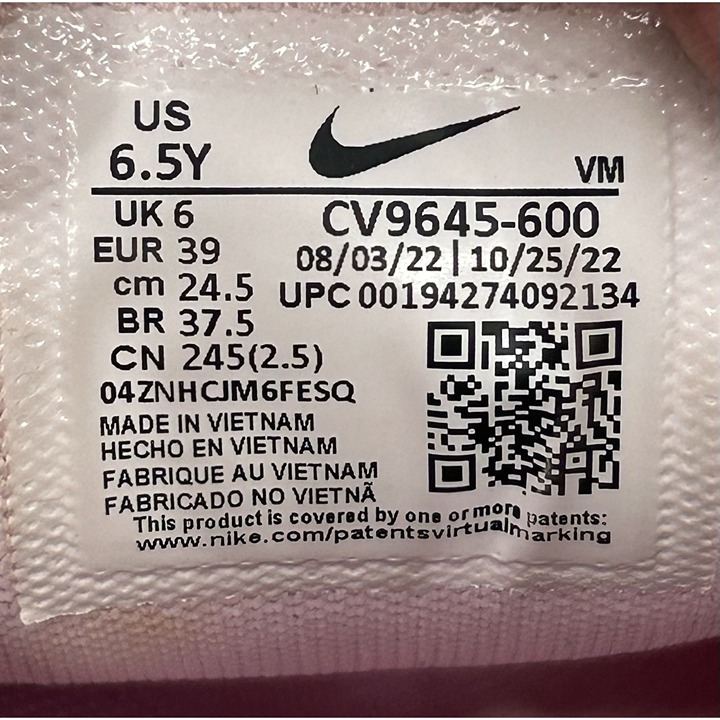 US
6.5Y
VM
UK 6
EUR 39
cm 24.5
BR 37.5
CN 245(2.5)
CV9645-600
08/03/22 | 10/25/22
UPC 00194274092134
04ZNHCJM6FESQ
MADE IN VIETNAM
HECHO EN VIETNAM
FABRIQUE AU VIETNAM
FABRICADO NO VIETNÃ
This product is covered by one or more patents:
www.nike.com/patentsvirtualmarking